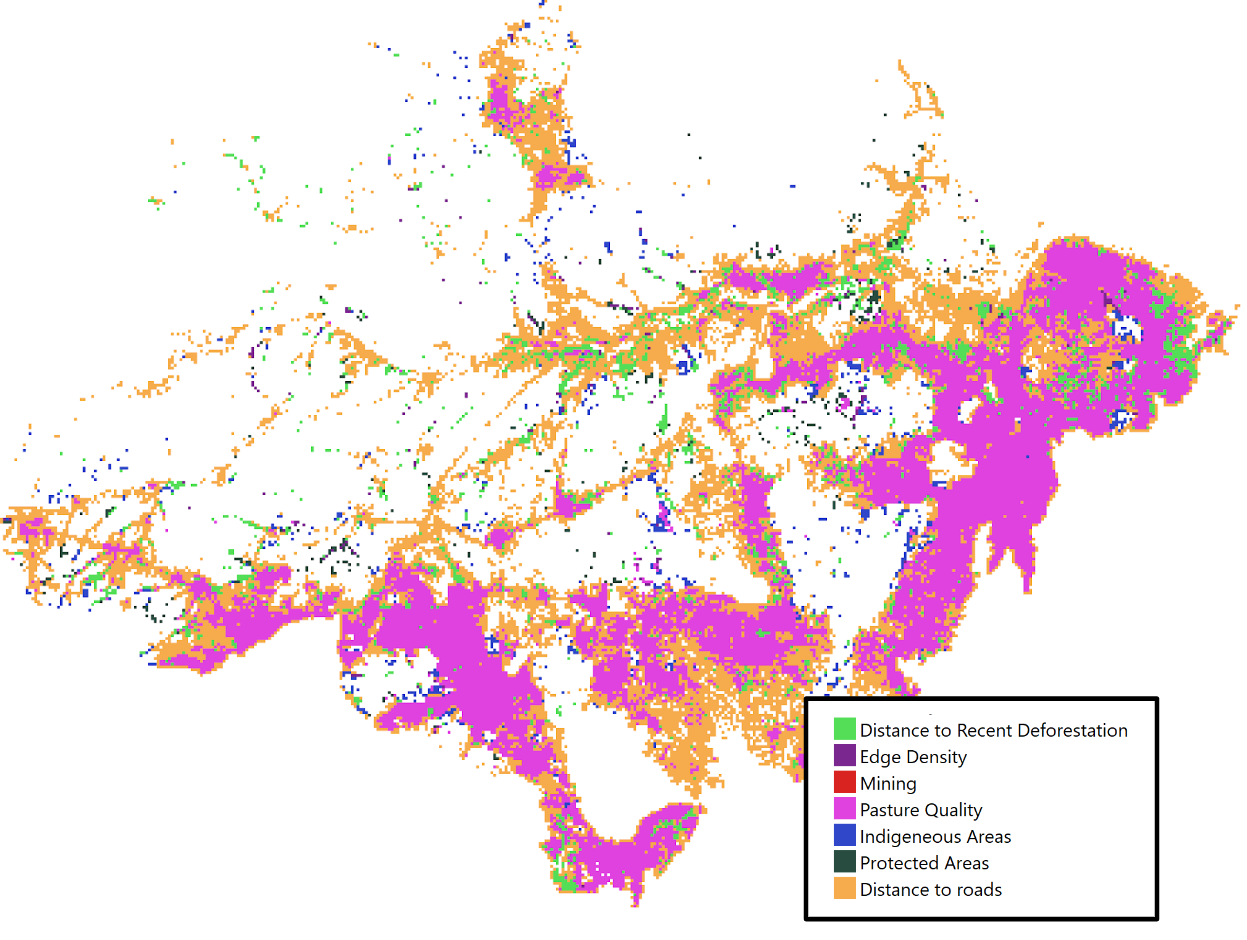 Distance to Recent Deforestation
Edge Density
Mining
Pasture Quality
Indigeneous Areas
Protected Areas
Distance to roads